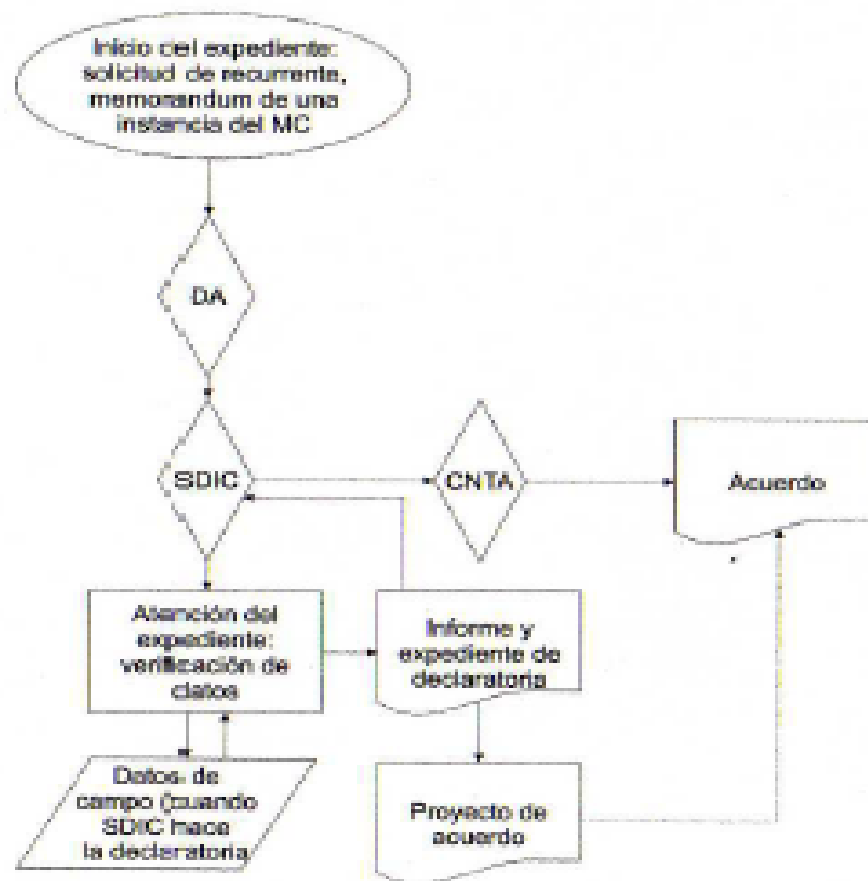 Inicio del expediente:
solicitud de recurrente,
memorandum de una
instancia del MC
DA
SDIC
CNTA
Acuerdo
Atención del
expediente:
verificación de
datos
Informe y
expediente de
declaratoria
Datos de
campo (cuando
SDIC hace
la declaratoria
Proyecto de
acuerdo